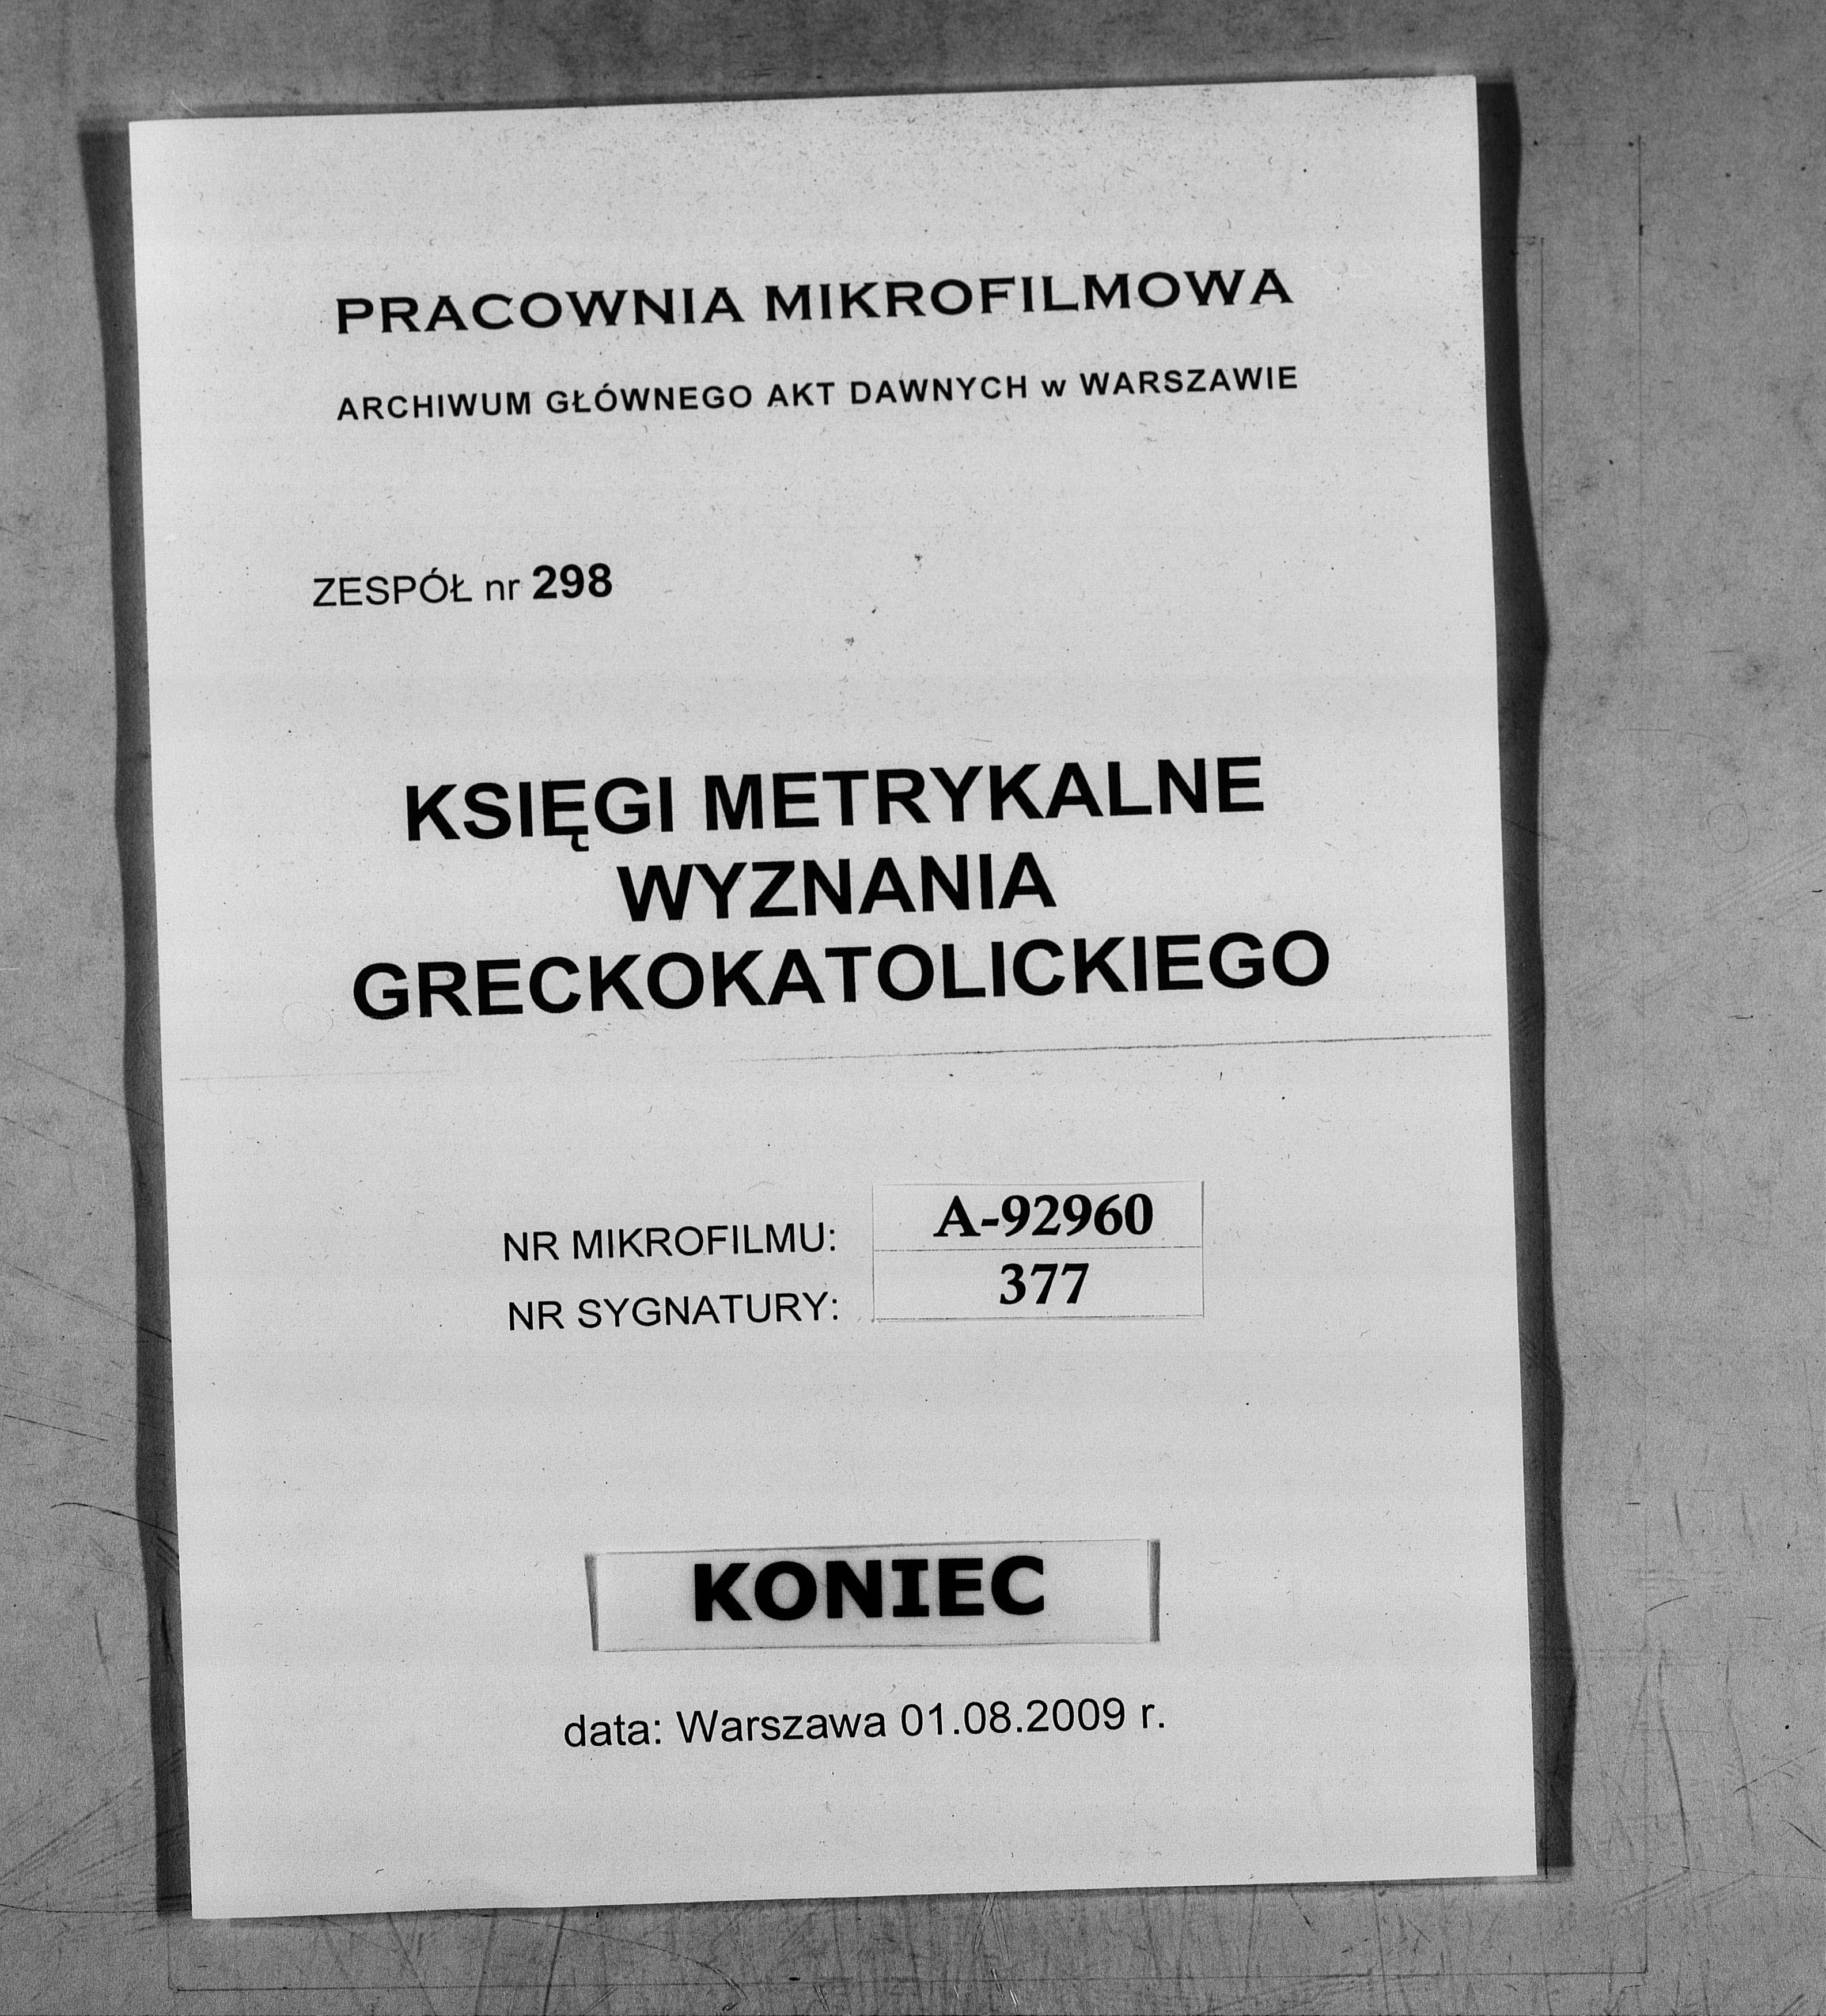 PRACOWNIA MIKROFILMOWA
ARCHIWUM GŁÓWNEGO AKT DAWNYCH w WARSZAWIE
ZESPÓŁ nr 298
KSIĘGI METRYKALNE
WYZNANIA
GRECKOKATOLICKIEGO
NR MIKROFILMU: A-92960
NR SYGNATURY: 377
KONIEC
data: Warszawa 01.08.2009 r.